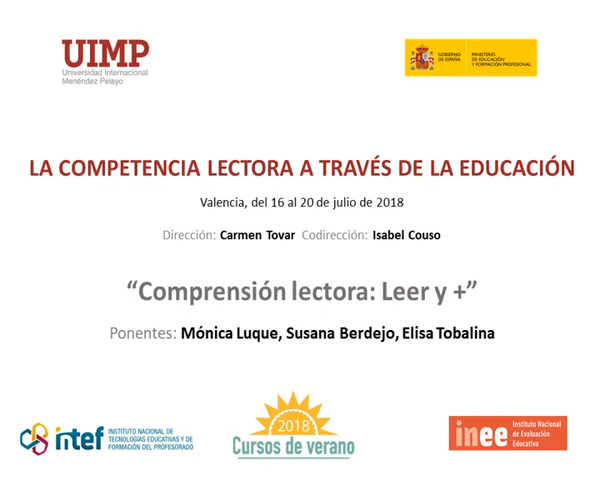 UIMP
Universidad Internacional
Menéndez Pelayo
GOBIERNO
DE ESPAÑA
MINISTERIO
DE EDUCACIÓN
Y FORMACIÓN PROFESIONAL
LA COMPETENCIA LECTORA A TRAVÉS DE LA EDUCACIÓN
Valencia, del 16 al 20 de julio de 2018
Dirección: Carmen Tovar Codirección: Isabel Couso
“Comprensión lectora: Leer y +”
Ponentes: Mónica Luque, Susana Berdejo, Elisa Tobalina
intef
INSTITUTO NACIONAL DE
TECNOLOGÍAS EDUCATIVAS Y DE
FORMACIÓN DEL PROFESORADO
2018
Cursos de verano
inee
Instituto Nacional
de Evaluación
Educativa